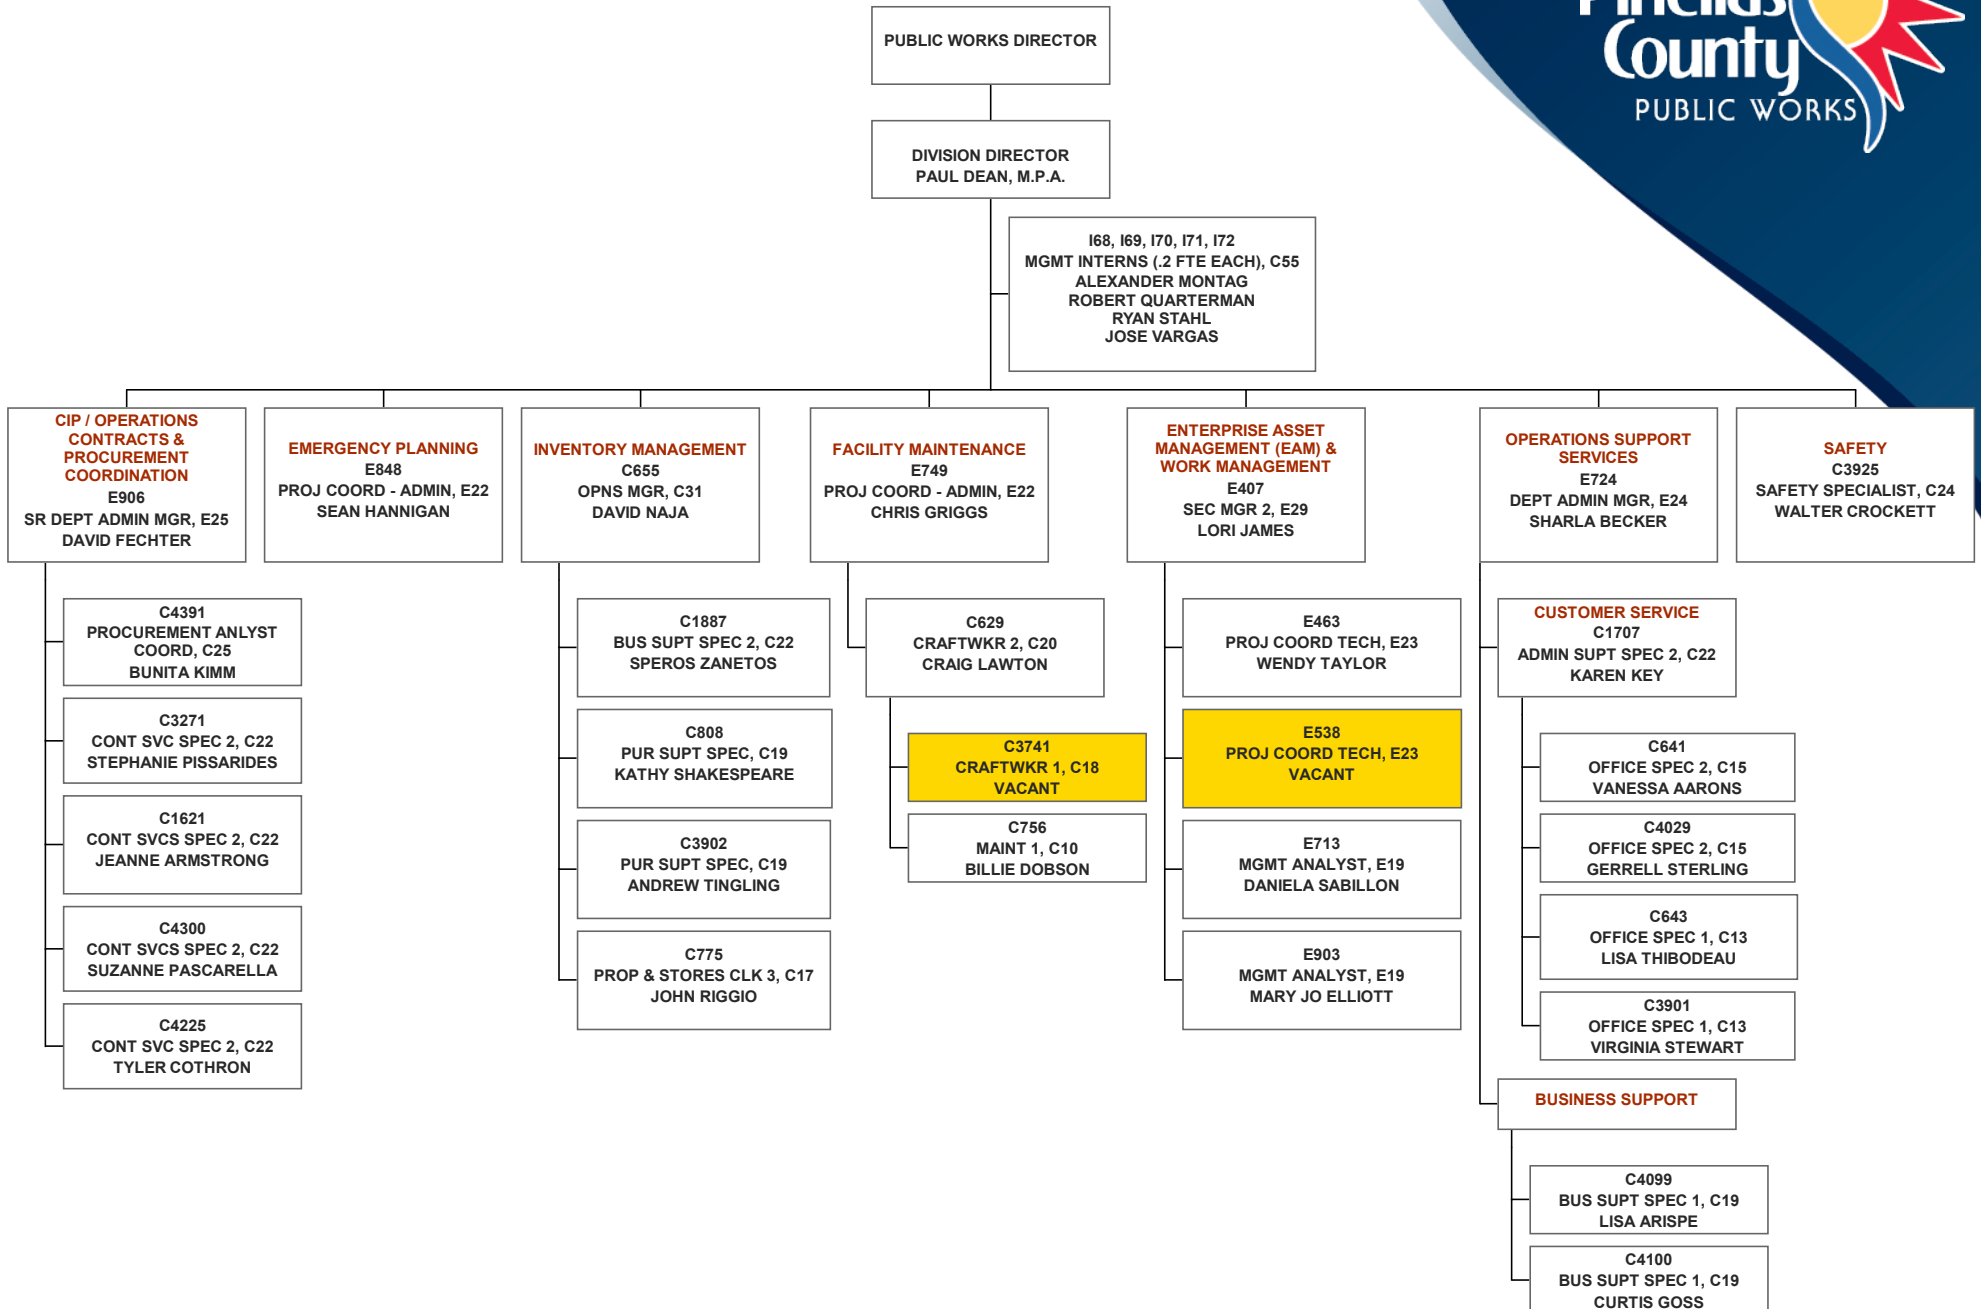 Pinellas
County
PUBLIC WORKS
PUBLIC WORKS DIRECTOR
DIVISION DIRECTOR
PAUL DEAN, M.P.A.
I68, I69, I70, I71, I72
MGMT INTERNS (.2 FTE EACH), C55
ALEXANDER MONTAG
ROBERT QUARTERMAN
RYAN STAHL
JOSE VARGAS
CIP / OPERATIONS
CONTRACTS &
PROCUREMENT
COORDINATION
E906
SR DEPT ADMIN MGR, E25
DAVID FECHTER
C4391
PROCUREMENT ANLYST
COORD, C25
BUNITA KIMM
C3271
CONT SVC SPEC 2, C22
STEPHANIE PISSARIDES
C1621
CONT SVCS SPEC 2, C22
JEANNE ARMSTRONG
C4300
CONT SVCS SPEC 2, C22
SUZANNE PASCARELLA
C4225
CONT SVC SPEC 2, C22
TYLER COTHRON
EMERGENCY PLANNING
E848
PROJ COORD - ADMIN, E22
SEAN HANNIGAN
INVENTORY MANAGEMENT
C655
OPNS MGR, C31
DAVID NAJA
C1887
BUS SUPT SPEC 2, C22
SPEROS ZANETOS
C808
PUR SUPT SPEC, C19
KATHY SHAKESPEARE
C3902
PUR SUPT SPEC, C19
ANDREW TINGLING
C775
PROP & STORES CLK 3, C17
JOHN RIGGIO
FACILITY MAINTENANCE
E749
PROJ COORD - ADMIN, E22
CHRIS GRIGGS
C629
CRAFTWKR 2, C20
CRAIG LAWTON
C3741
CRAFTWKR 1, C18
VACANT
C756
MAINT 1, C10
BILLIE DOBSON
ENTERPRISE ASSET
MANAGEMENT (EAM) &
WORK MANAGEMENT
E407
SEC MGR 2, E29
LORI JAMES
E463
PROJ COORD TECH, E23
WENDY TAYLOR
E538
PROJ COORD TECH, E23
VACANT
E713
MGMT ANALYST, E19
DANIELA SABILLON
E903
MGMT ANALYST, E19
MARY JO ELLIOTT
OPERATIONS SUPPORT
SERVICES
E724
DEPT ADMIN MGR, E24
SHARLA BECKER
CUSTOMER SERVICE
C1707
ADMIN SUPT SPEC 2, C22
KAREN KEY
C641
OFFICE SPEC 2, C15
VANESSA AARONS
C4029
OFFICE SPEC 2, C15
GERRELL STERLING
C643
OFFICE SPEC 1, C13
LISA THIBODEAU
C3901
OFFICE SPEC 1, C13
VIRGINIA STEWART
BUSINESS SUPPORT
C4099
BUS SUPT SPEC 1, C19
LISA ARISPE
C4100
BUS SUPT SPEC 1, C19
CURTIS GOSS
SAFETY
C3925
SAFETY SPECIALIST, C24
WALTER CROCKETT